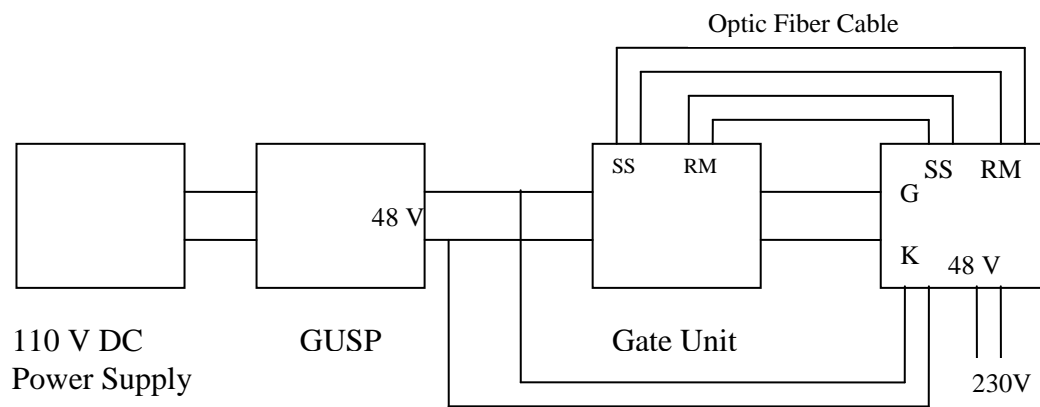 Optic Fiber Cable
SS RM
SS RM
G
48 V
K
48 V
110 V DC
Power Supply
GUSP
Gate Unit
230V